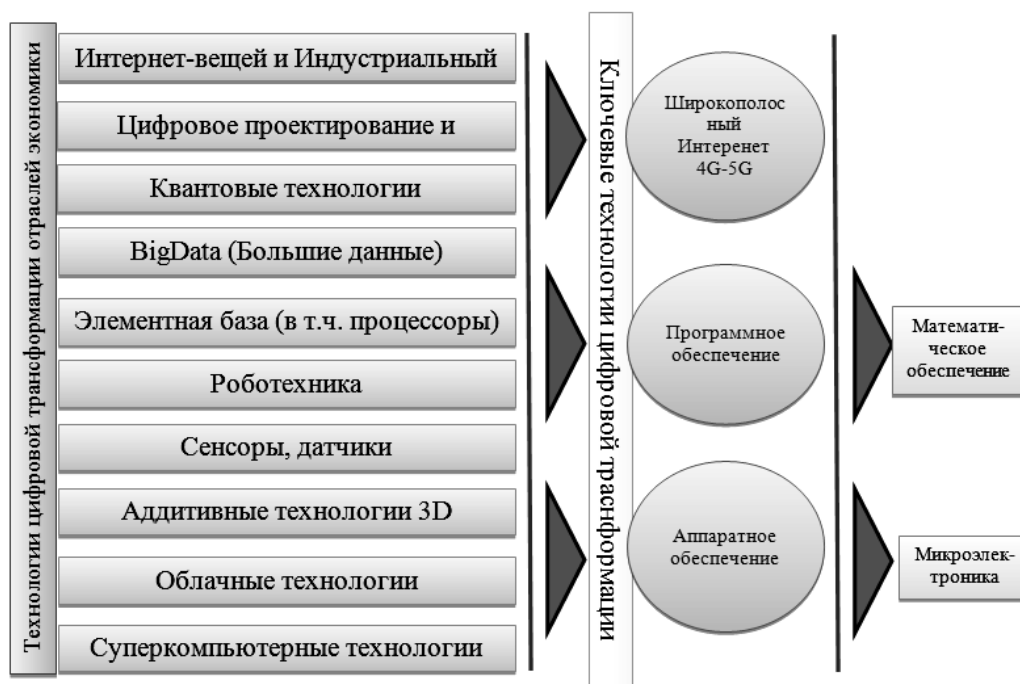 Технологии цифровой трансформации отраслей экономики
Интернет-вещей и Индустриальный
Цифровое проектирование и
Квантовые технологии
BigData (Большие данные)
Элементная база (в т.ч. процессоры)
Роботехника
Сенсоры, датчики
Аддитивные технологии 3D
Облачные технологии
Суперкомпьютерные технологии
Ключевые технологии цифровой траснформации
Широкополос
ный
Интеренет
4G-5G
Программное
обеспечение
Аппаратное
обеспечение
Математи-
ческое
обеспечение
Микроэлек-
троника